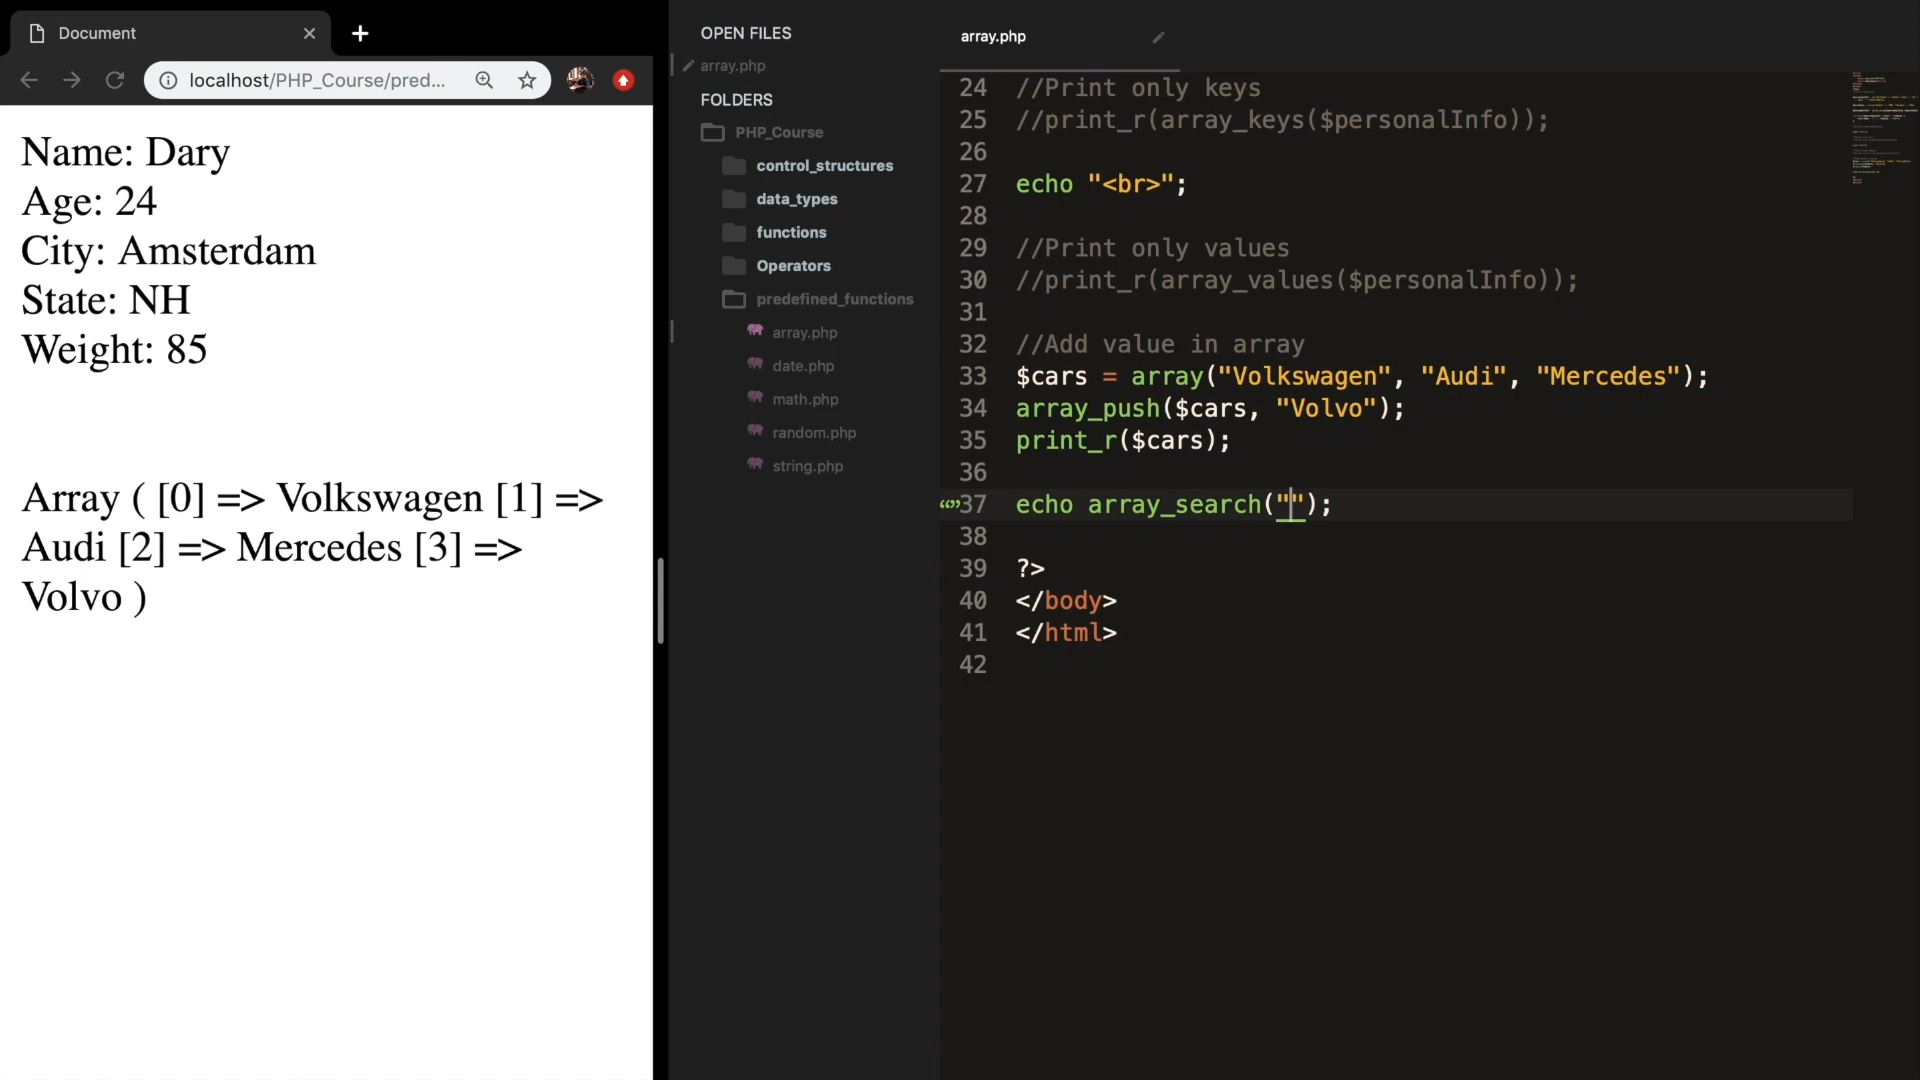 Document
localhost/PHP_Course/pred...
Name: Dary
Age: 24
City: Amsterdam
State: NH
Weight: 85
Array ( [0] => Volkswagen [1] =>
Audi [2] => Mercedes [3] =>
Volvo )
OPEN FILES
array.php
FOLDERS
PHP_Course
control_structures
data_types
functions
Operators
predefined_functions
array.php
date.php
math.php
random.php
string.php
array.php
24 //Print only keys
25 //print_r(array_keys($personalInfo));
26
27 echo "<br>";
28
29 //Print only values
30 //print_r(array_values($personalInfo));
31
32 //Add value in array
33 $cars = array("Volkswagen", "Audi", "Mercedes");
34 array_push($cars, "Volvo");
35 print_r($cars);
36
37 echo array_search("");
38
39 ?>
40 </body>
41 </html>
42